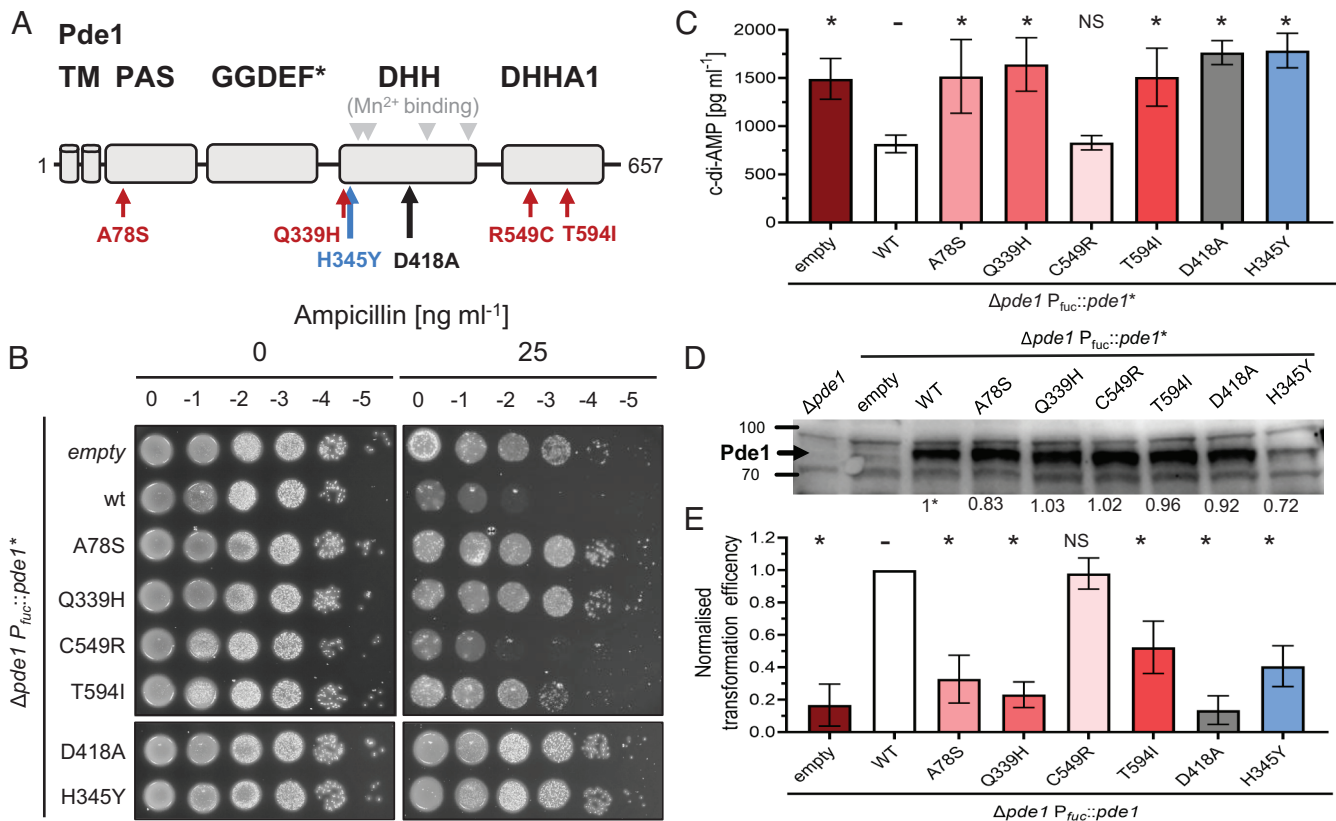 A
Pde1
TM PAS GGDEF* DHH DHHA1
(Mn2+ binding)
1 657
A78S Q339H R549C T594I
H345Y D418A
B
Ampicillin [ng ml-1]
0 25
0 -1 -2 -3 -4 -5 0 -1 -2 -3 -4 -5
Δpde1 Pfuc::pde1*
empty
wt
A78S
Q339H
C549R
T594I
D418A
H345Y
C
* – * * NS * * *
c-di-AMP [pg ml-1]
2000
1500
1000
500
0
empty WT A78S Q339H C549R T594I D418A H345Y
Δpde1 Pfuc::pde1*
D
Δpde1 Pfuc::pde1*
Δpde1 empty WT A78S Q339H C549R T594I D418A H345Y
100
Pde1
70
1* 0.83 1.03 1.02 0.96 0.92 0.72
E
* – * * NS * * *
Normalised
transformation efficency
1.2
1.0
0.8
0.6
0.4
0.2
0.0
empty WT A78S Q339H C549R T594I D418A H345Y
Δpde1 Pfuc::pde1